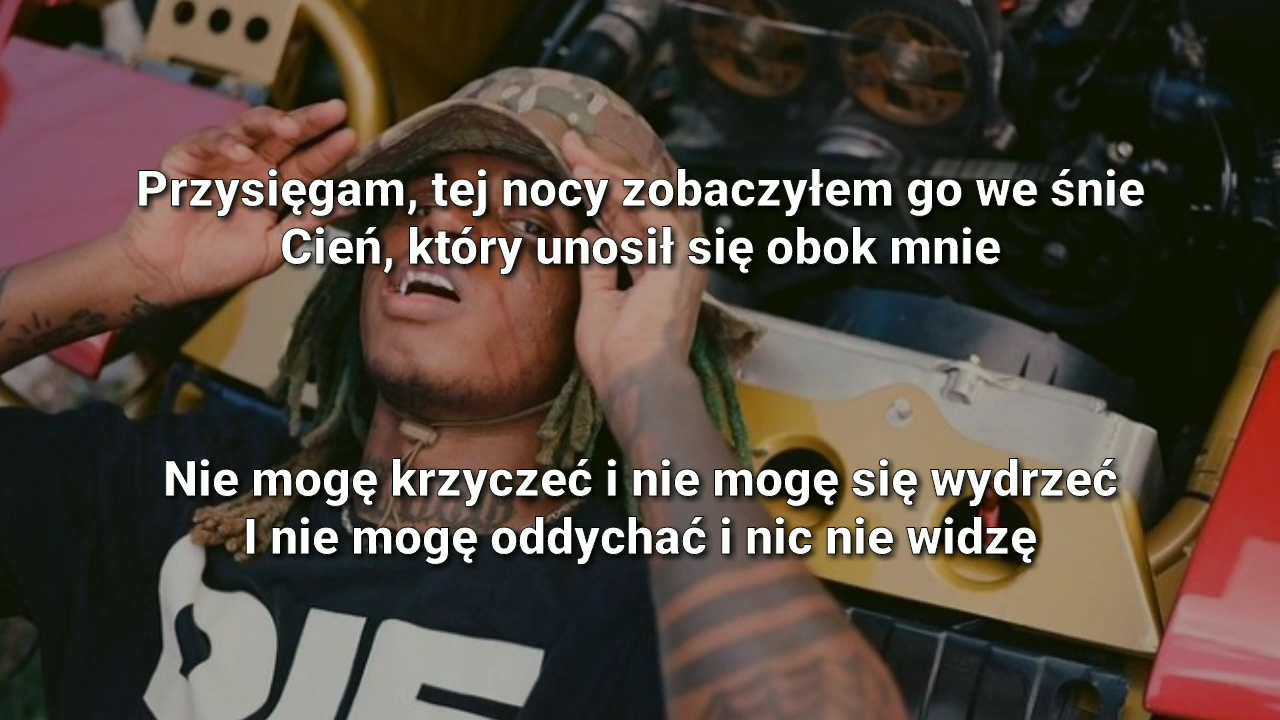 Przysięgam, tej nocy zobaczyłem go we śnie
Cień, który unosił się obok mnie
Nie mogę krzyczeć i nie mogę się wydrzeć
I nie mogę oddychać i nic nie widzę
DIE